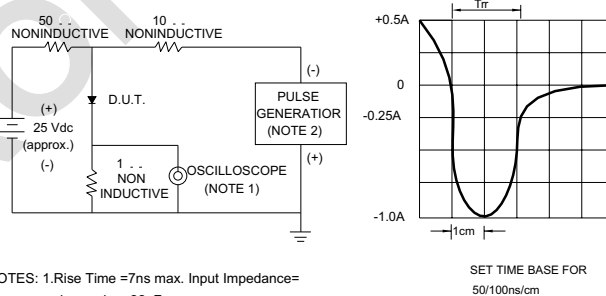 50 - -
NONINDUCTIVE
10 - -
NONINDUCTIVE
(+)
25 Vdc
(approx.)
(-)
D.U.T.
1 - -
NON
INDUCTIVE
OSCILLOSCOPE
(NOTE 1)
(-)
PULSE
GENERATIOR
(NOTE 2)
(+)
Trr
+0.5A
0
-0.25A
-1.0A
1cm
SET TIME BASE FOR
50/100ns/cm
OTES: 1.Rise Time =7ns max. Input Impedance=